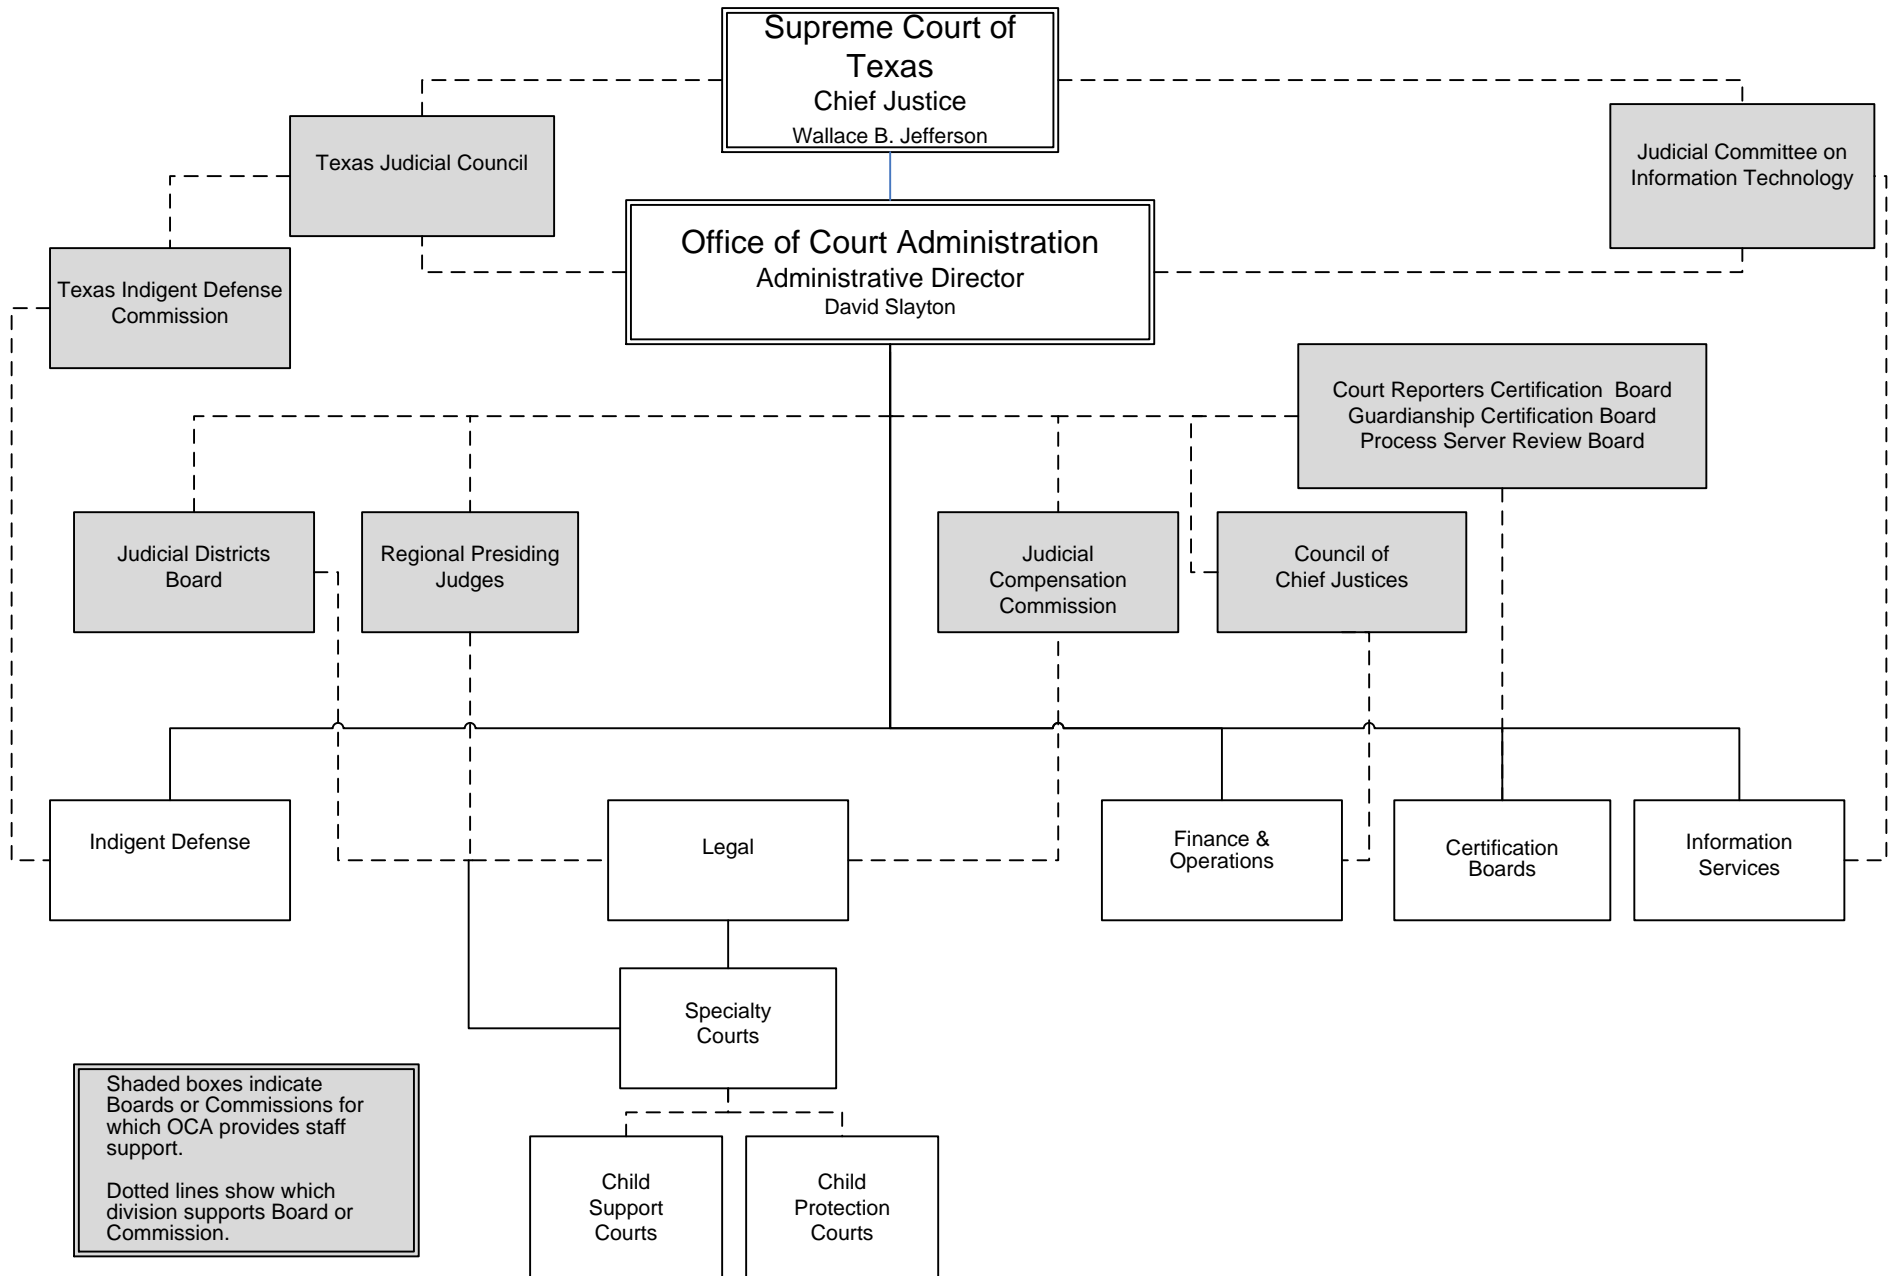 Supreme Court of
Texas
Chief Justice
Wallace B. Jefferson
Texas Judicial Council
Judicial Committee on
Information Technology
Office of Court Administration
Administrative Director
David Slayton
Texas Indigent Defense
Commission
Court Reporters Certification  Board
Guardianship Certification Board
Process Server Review Board
Judicial Districts
Board
Regional Presiding
Judges
Judicial
Compensation
Commission
Council of
Chief Justices
Indigent Defense
Legal
Finance &
Operations
Certification
Boards
Information
Services
Specialty
Courts
Shaded boxes indicate
Boards or Commissions for
which OCA provides staff
support.
Dotted lines show which
division supports Board or
Commission.
Child
Support
Courts
Child
Protection
Courts